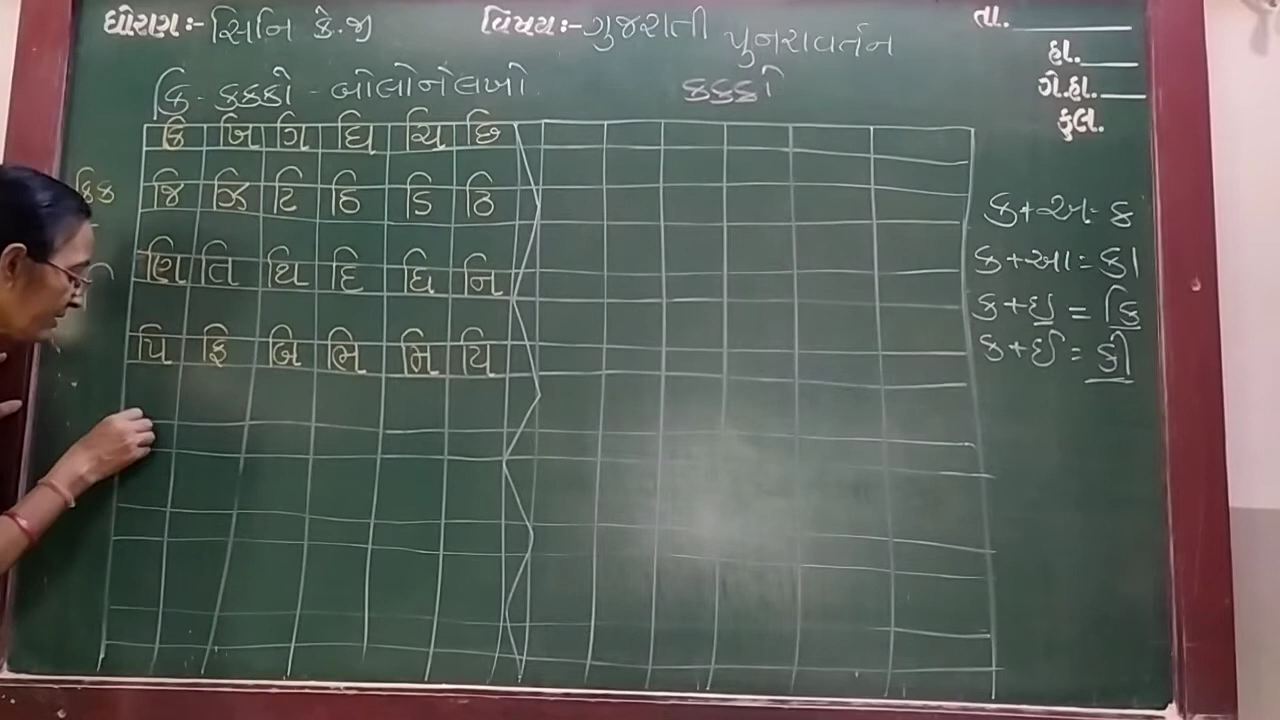 ધોરણ:- સિનિ કે.જી વિષય:- ગુજરાતી પુનરાવર્તન તા.
હા.
ગે.હા.
કુલ.
કિ - કક્કો - બોલોનેલખો. કક્કો
કિ ખિ ગિ ઘિ ચિ છિ
જિ ઝિ ટિ ઠિ ડિ ઢિ
ણિ તિ થિ દિ ધિ નિ
પિ ફિ બિ ભિ મિ યિ
ક+અ= ક
ક+આ= કા
ક+ઇ = કિ
ક+ઈ = કી